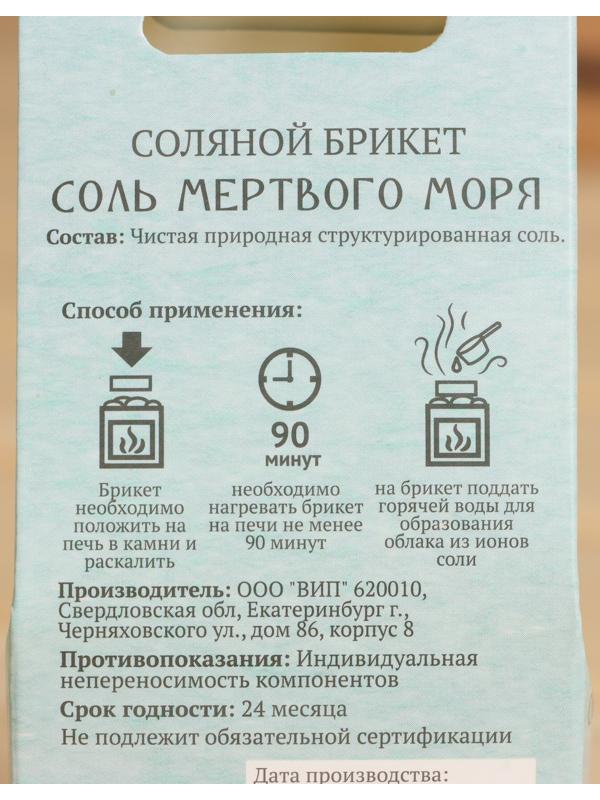 СОЛЯНОЙ БРИКЕТ
СОЛЬ МЕРТВОГО МОРЯ
Состав: Чистая природная структурированная соль.
Способ применения:
90
минут
Брикет
необходимо
положить на
печь в камни и
раскалить
необходимо
нагревать брикет
на печи не менее
90 минут
на брикет поддать
горячей воды для
образования
облака из ионов
соли
Производитель: ООО "ВИП" 620010,
Свердловская обл, Екатеринбург г.,
Черняховского ул., дом 86, корпус 8
Противопоказания: Индивидуальная
непереносимость компонентов
Срок годности: 24 месяца
Не подлежит обязательной сертификации
Дата производства: